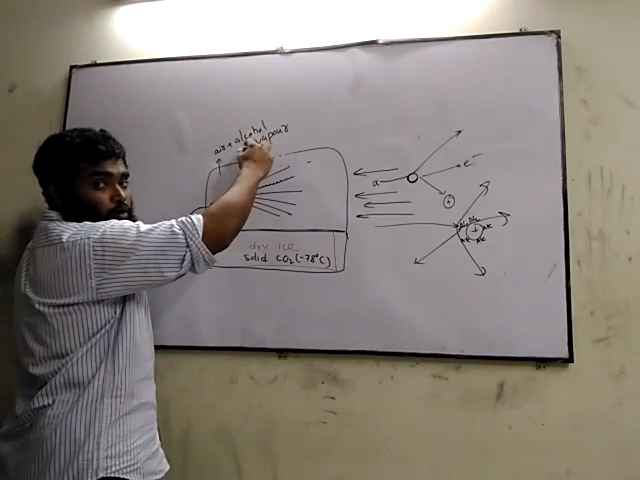 air + alcohol
vapour
α
e⁻
+
+
dry ice
solid CO₂ (-78°C)